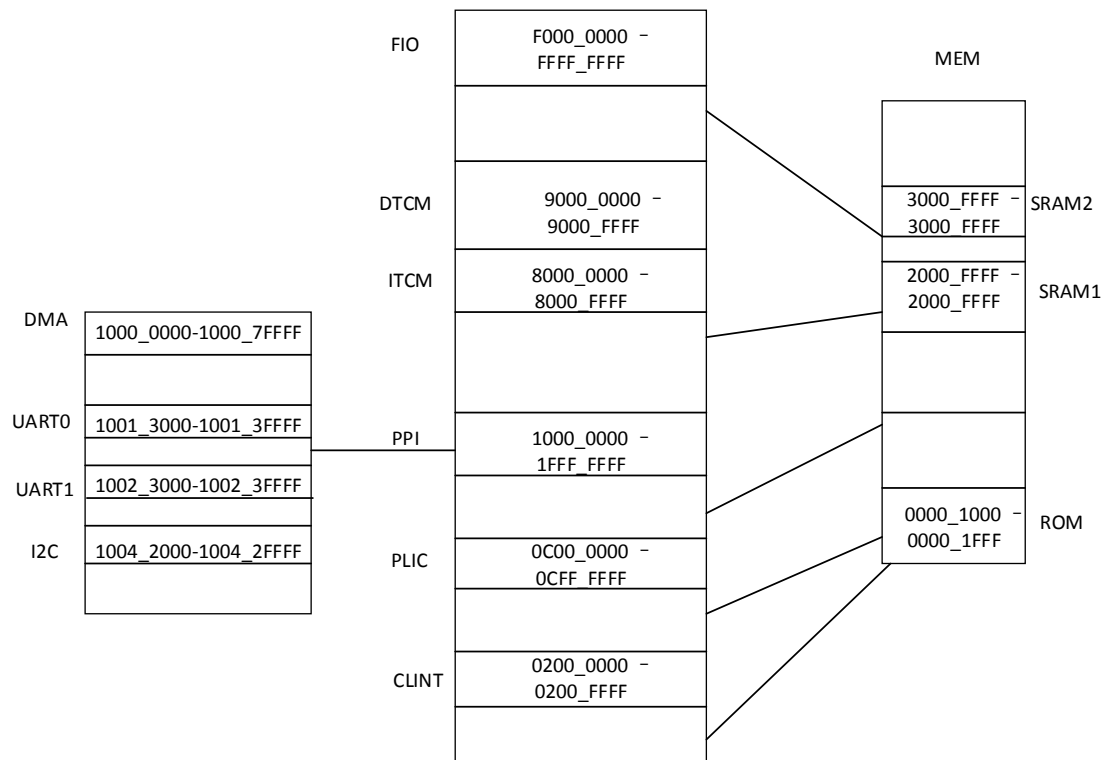 FIO
F000_0000 -
FFFF_FFFF
MEM
DTCM
9000_0000 -
9000_FFFF
3000_FFFF -
3000_FFFF
SRAM2
ITCM
8000_0000 -
8000_FFFF
2000_FFFF -
2000_FFFF
SRAM1
DMA
1000_0000-1000_7FFFF
UART0
1001_3000-1001_3FFFF
PPI
1000_0000 -
1FFF_FFFF
UART1
1002_3000-1002_3FFFF
0000_1000 -
0000_1FFF
ROM
I2C
1004_2000-1004_2FFFF
PLIC
0C00_0000 -
0CFF_FFFF
CLINT
0200_0000 -
0200_FFFF